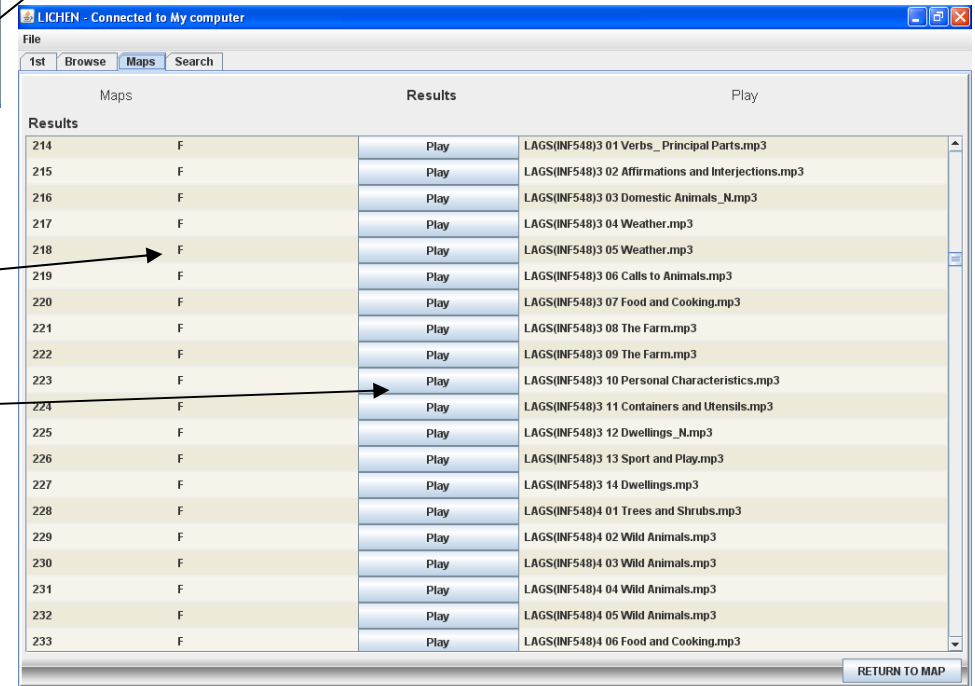 LICHEN - Connected to My computer
File
1st Browse Maps Search
Maps Results Play
Results
214 F Play LAGS(INF548)3 01 Verbs_ Principal Parts.mp3
215 F Play LAGS(INF548)3 02 Affirmations and Interjections.mp3
216 F Play LAGS(INF548)3 03 Domestic Animals_N.mp3
217 F Play LAGS(INF548)3 04 Weather.mp3
218 F Play LAGS(INF548)3 05 Weather.mp3
219 F Play LAGS(INF548)3 06 Calls to Animals.mp3
220 F Play LAGS(INF548)3 07 Food and Cooking.mp3
221 F Play LAGS(INF548)3 08 The Farm.mp3
222 F Play LAGS(INF548)3 09 The Farm.mp3
223 F Play LAGS(INF548)3 10 Personal Characteristics.mp3
224 F Play LAGS(INF548)3 11 Containers and Utensils.mp3
225 F Play LAGS(INF548)3 12 Dwellings_N.mp3
226 F Play LAGS(INF548)3 13 Sport and Play.mp3
227 F Play LAGS(INF548)3 14 Dwellings.mp3
228 F Play LAGS(INF548)4 01 Trees and Shrubs.mp3
229 F Play LAGS(INF548)4 02 Wild Animals.mp3
230 F Play LAGS(INF548)4 03 Wild Animals.mp3
231 F Play LAGS(INF548)4 04 Wild Animals.mp3
232 F Play LAGS(INF548)4 05 Wild Animals.mp3
233 F Play LAGS(INF548)4 06 Food and Cooking.mp3
RETURN TO MAP